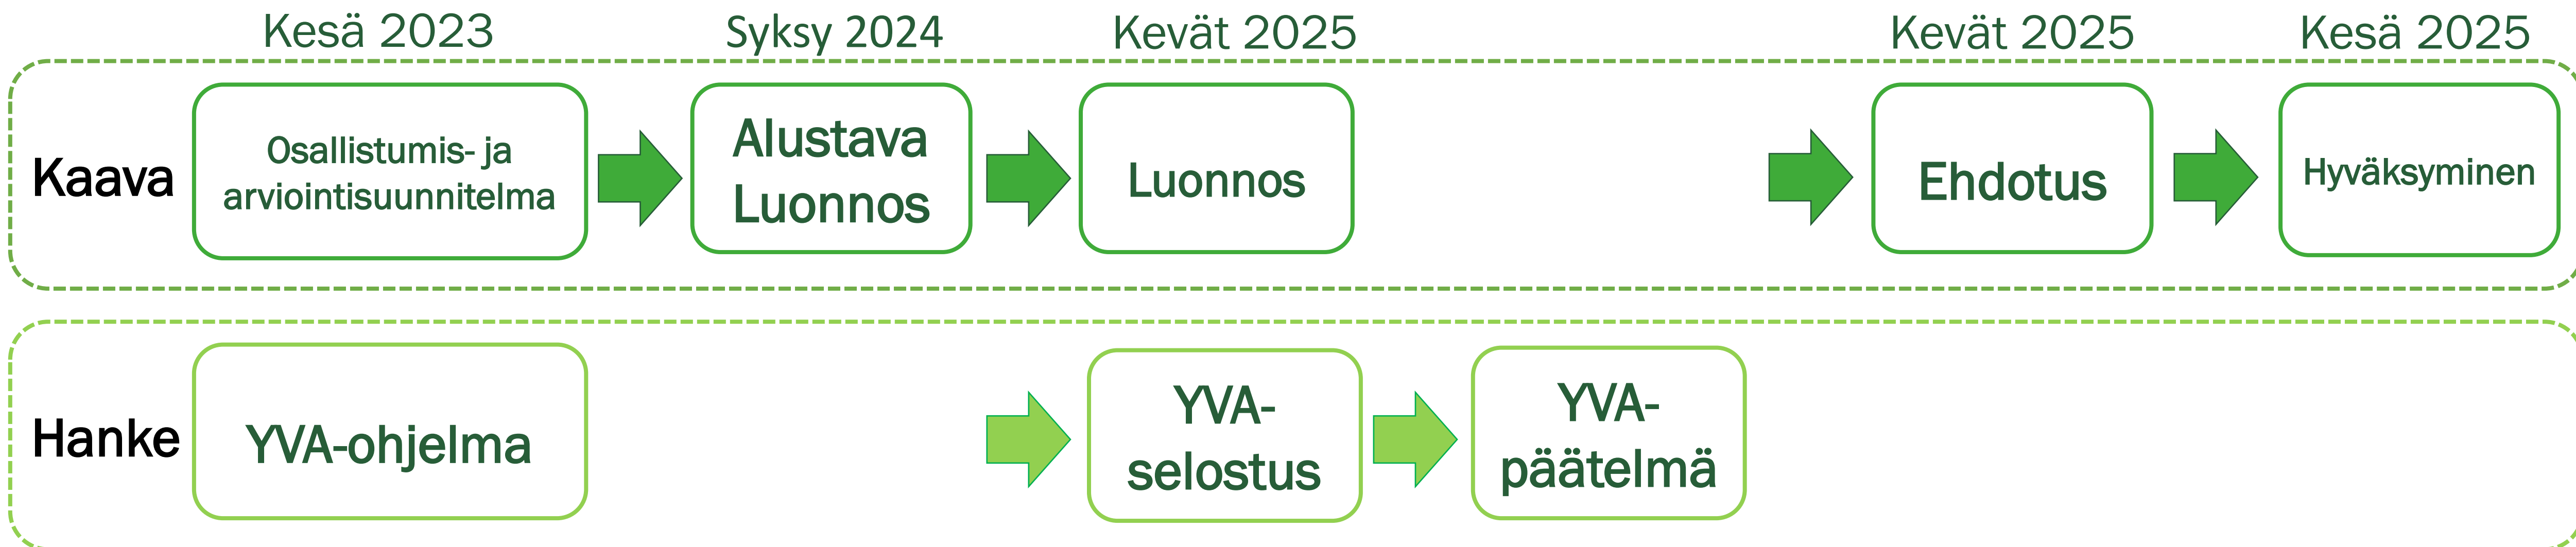 Kesä 2023
Syksy 2024
Kevät 2025
Kevät 2025
Kesä 2025
Kaava
Osallistumis- ja
arviointisuunnitelma
Alustava
Luonnos
Luonnos
Ehdotus
Hyväksyminen
Hanke
YVA-ohjelma
YVA-
selostus
YVA-
päätelmä